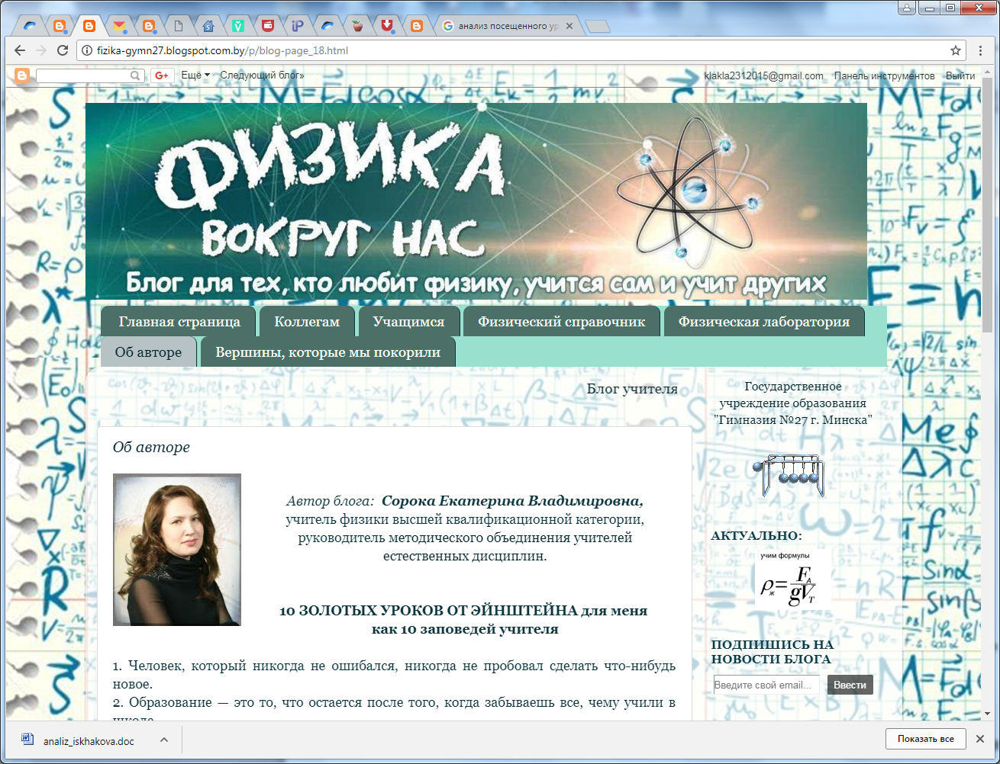 анализ посещенного ур
fizika-gymn27.blogspot.com.by/p/blog-page_18.html
G+ Ещё Следующий блог» klakla2312015@gmail.com Панель инструментов Выйти
ФИЗИКА
ВОКРУГ НАС
Блог для тех, кто любит физику, учится сам и учит других
Главная страница Коллегам Учащимся Физический справочник Физическая лаборатория
Об авторе Вершины, которые мы покорили
Блог учителя
Государственное
учреждение образования
"Гимназия №27 г. Минска"
Об авторе
Автор блога: Сорока Екатерина Владимировна,
учитель физики высшей квалификационной категории,
руководитель методического объединения учителей
естественных дисциплин.
10 ЗОЛОТЫХ УРОКОВ ОТ ЭЙНШТЕЙНА для меня
как 10 заповедей учителя
1. Человек, который никогда не ошибался, никогда не пробовал сделать что-нибудь
новое.
2. Образование — это то, что остается после того, когда забываешь все, чему учили в
школе.
АКТУАЛЬНО:
учим формулы
ρж=FА/gVТ
ПОДПИШИСЬ НА
НОВОСТИ БЛОГА
Введите свой email... Ввести
analiz_iskhakova.doc
Показать все